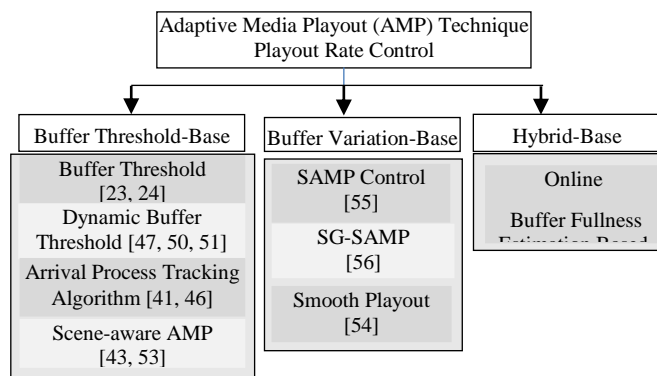 Adaptive Media Playout (AMP) Technique
Playout Rate Control
Buffer Threshold-Base
Buffer Threshold
[23, 24]
Dynamic Buffer
Threshold [47, 50, 51]
Arrival Process Tracking
Algorithm [41, 46]
Scene-aware AMP
[43, 53]
Buffer Variation-Base
SAMP Control
[55]
SG-SAMP
[56]
Smooth Playout
[54]
Hybrid-Base
Online
Buffer Fullness
Estimation Based